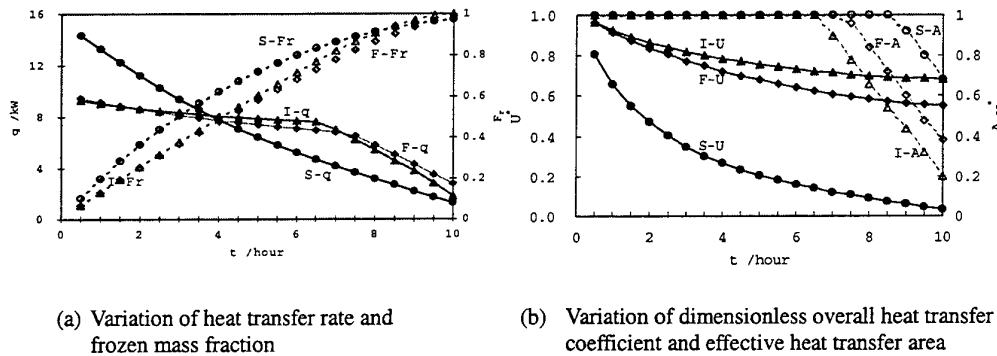 16
12
8
4
0
q /kW
S-Fr
F-Fr
I-q
F-q
S-q
Fr
1
0.8
0.6
0.4
0.2
0
Fr
0
2
4
6
8
10
t /hour
1.0
0.8
0.6
0.4
0.2
0.0
U*
I-U
F-U
S-U
S-A
F-A
I-A
1
0.8
0.6
0.4
0.2
0
0
2
4
6
8
10
t /hour
(a) Variation of heat transfer rate and
frozen mass fraction
(b) Variation of dimensionless overall heat transfer
coefficient and effective heat transfer area